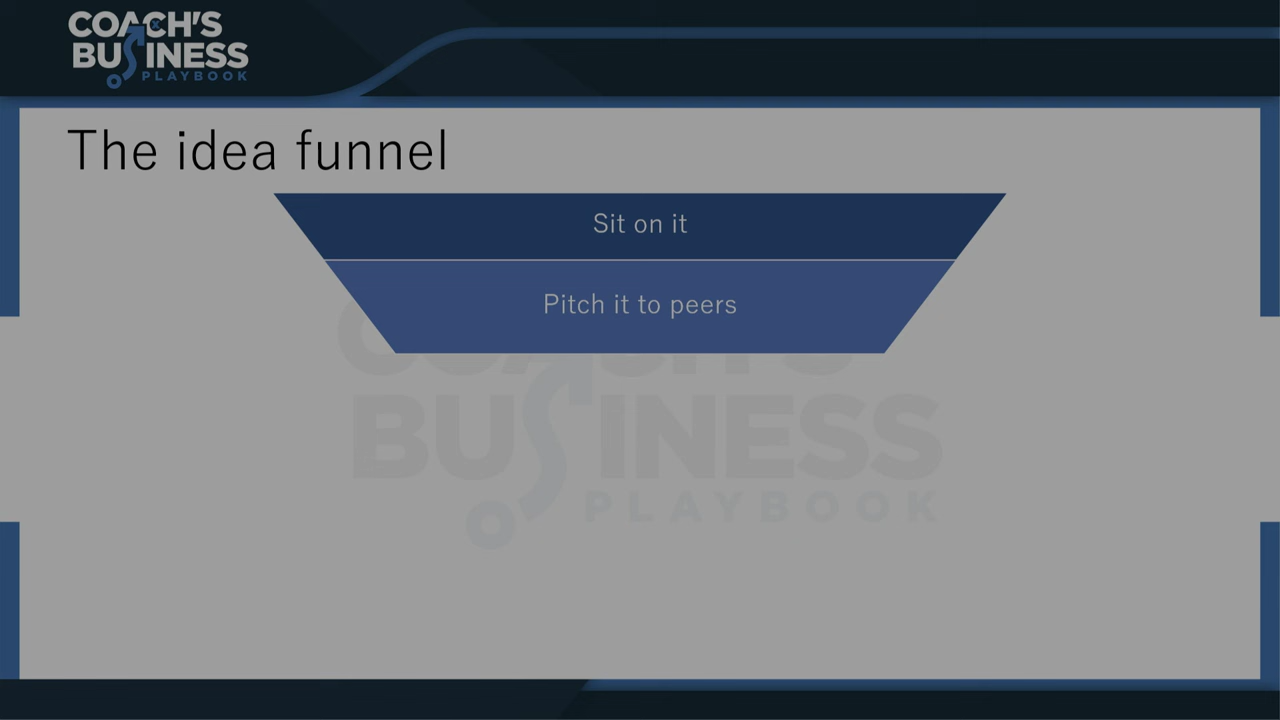 COACH'S
BUSINESS
PLAYBOOK
The idea funnel
Sit on it
Pitch it to peers
COACH'S
BUSINESS
PLAYBOOK